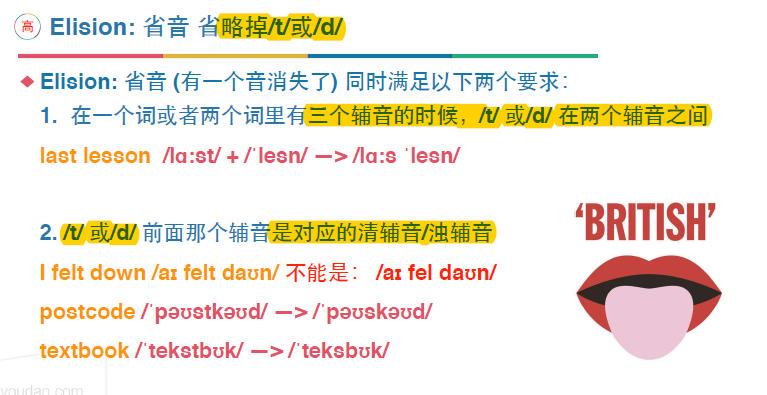 高 Elision: 省音 省略掉/t/或/d/
Elision: 省音 (有一个音消失了) 同时满足以下两个要求：
1. 在一个词或者两个词里有三个辅音的时候，/t/ 或/d/ 在两个辅音之间
last lesson /lɑːst/ + /ˈlesn/ —> /lɑːs ˈlesn/
2. /t/ 或/d/ 前面那个辅音是对应的清辅音/浊辅音
‘BRITISH’
I felt down /aɪ felt daʊn/ 不能是： /aɪ fel daʊn/
postcode /ˈpəʊstkəʊd/ —> /ˈpəʊskəʊd/
textbook /ˈtekstbʊk/ —> /ˈteksbʊk/
youdan.com